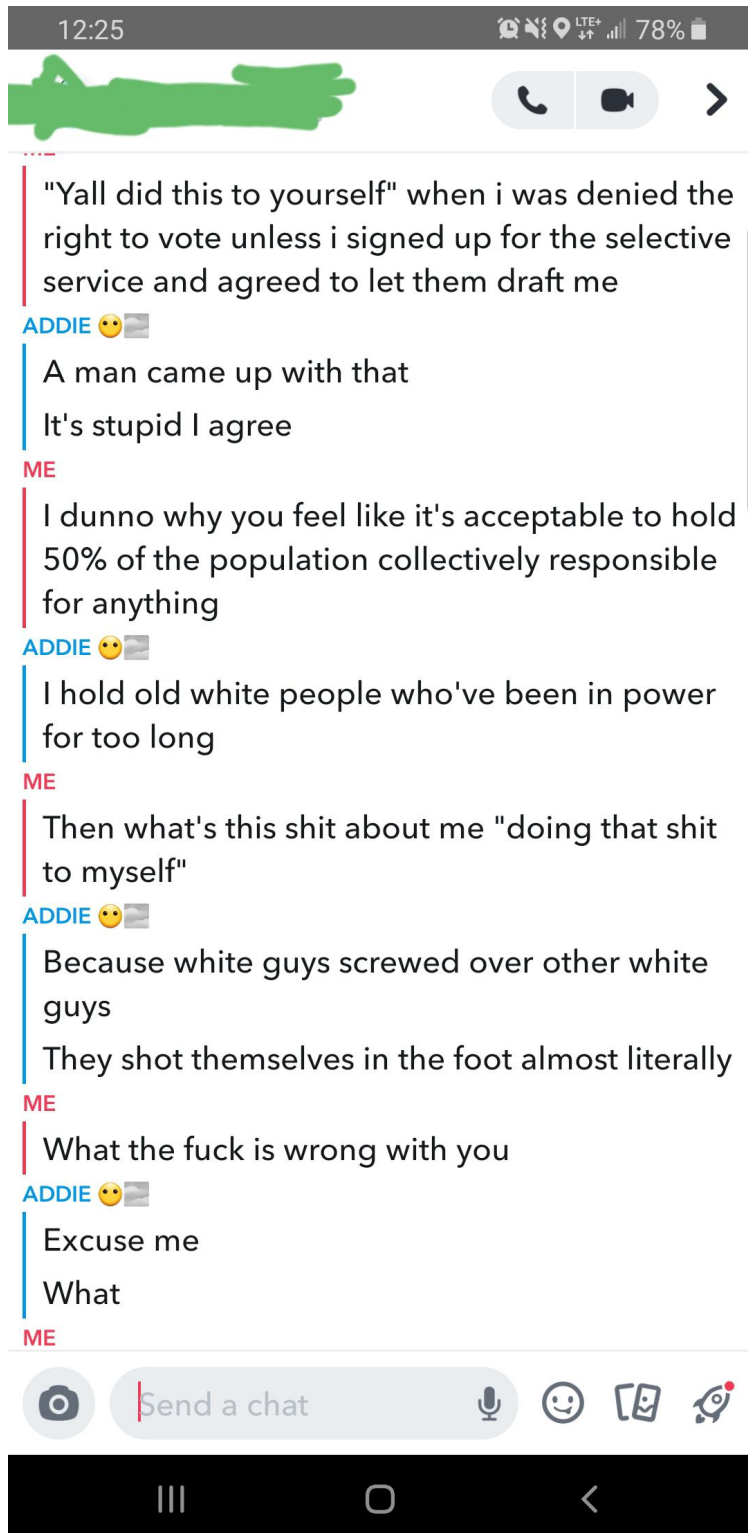 12:25
LTE+
78%
"Yall did this to yourself" when i was denied the
right to vote unless i signed up for the selective
service and agreed to let them draft me
ADDIE
A man came up with that
It's stupid I agree
ME
I dunno why you feel like it's acceptable to hold
50% of the population collectively responsible
for anything
ADDIE
I hold old white people who've been in power
for too long
ME
Then what's this shit about me "doing that shit
to myself"
ADDIE
Because white guys screwed over other white
guys
They shot themselves in the foot almost literally
ME
What the fuck is wrong with you
ADDIE
Excuse me
What
ME
Send a chat